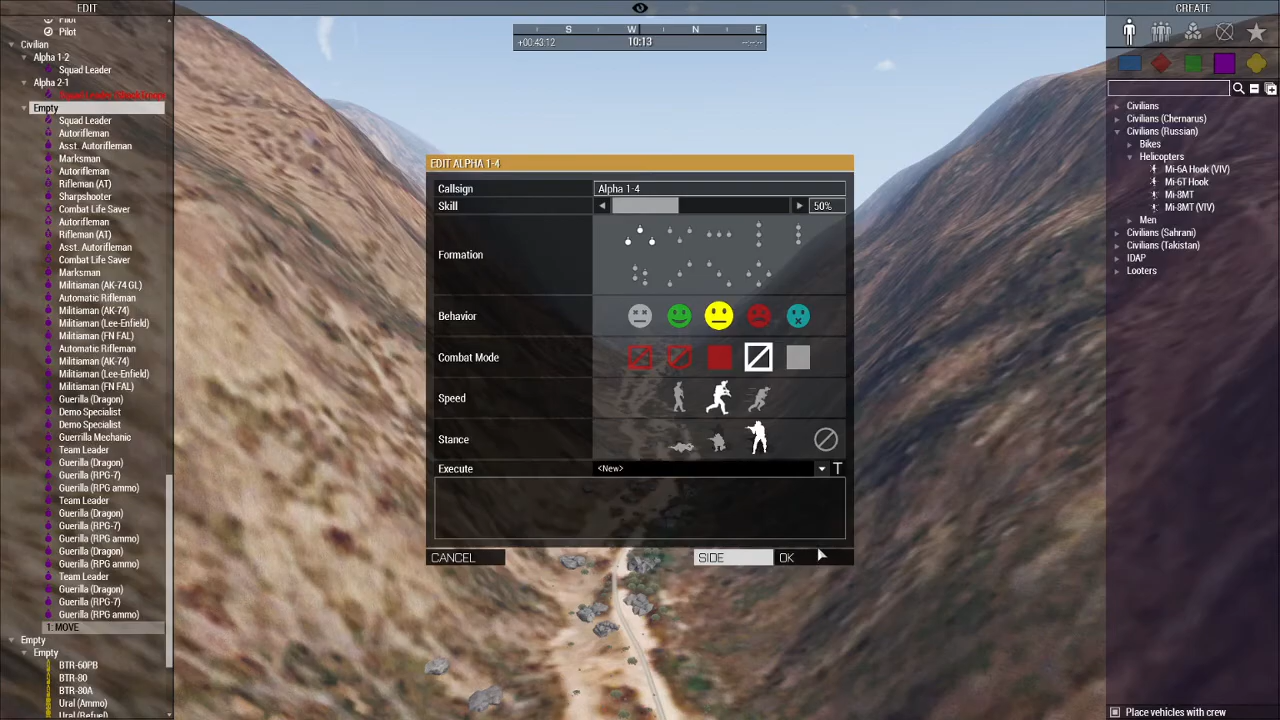 EDIT
Pilot
Pilot
Civilian
Alpha 1-2
Squad Leader
Alpha 2-1
Empty
Squad Leader
Autorifleman
Asst. Autorifleman
Marksman
Autorifleman
Rifleman (AT)
Sharpshooter
Combat Life Saver
Autorifleman
Rifleman (AT)
Asst. Autorifleman
Combat Life Saver
Marksman
Militiaman (AK-74 GL)
Automatic Rifleman
Militiaman (AK-74)
Militiaman (Lee-Enfield)
Militiaman (FN FAL)
Automatic Rifleman
Militiaman (AK-74)
Militiaman (Lee-Enfield)
Militiaman (FN FAL)
Guerilla (Dragon)
Demo Specialist
Demo Specialist
Guerrilla Mechanic
Team Leader
Guerilla (Dragon)
Guerilla (RPG-7)
Guerilla (RPG ammo)
Team Leader
Guerilla (Dragon)
Guerilla (RPG-7)
Guerilla (RPG ammo)
Guerilla (Dragon)
Guerilla (RPG ammo)
Team Leader
Guerilla (Dragon)
Guerilla (RPG-7)
Guerilla (RPG ammo)
1: MOVE
Empty
Empty
BTR-60PB
BTR-80
BTR-80A
Ural (Ammo)
Ural (Refuel)
S W N E
+00:43.12 10:13 --:--.--
EDIT ALPHA 1-4
Callsign Alpha 1-4
Skill 50%
Formation
Behavior
Combat Mode
Speed
Stance
Execute <New> T
CANCEL SIDE OK
CREATE
Civilians
Civilians (Chernarus)
Civilians (Russian)
Bikes
Helicopters
Mi-6A Hook (VIV)
Mi-6T Hook
Mi-8MT
Mi-8MT (VIV)
Men
Civilians (Sahrani)
Civilians (Takistan)
IDAP
Looters
Place vehicles with crew